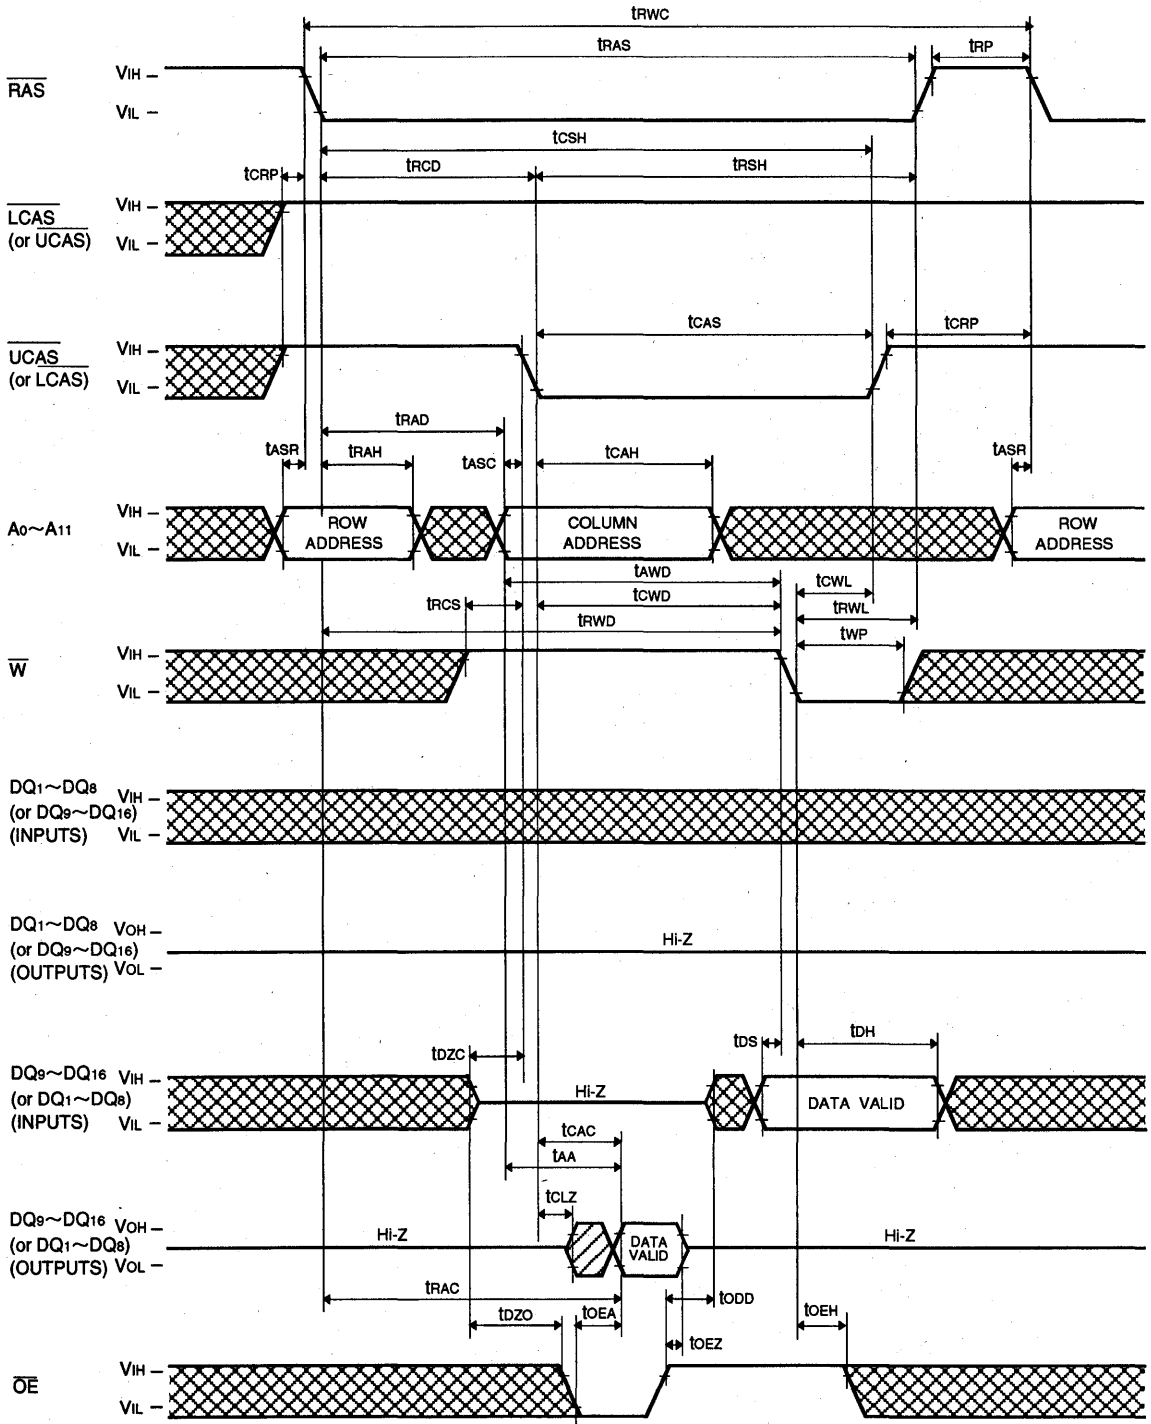 tRWC
tRAS
tRP
RAS
VIH
VIL
tCSH
tCRP
tRCD
tRSH
LCAS
(or UCAS)
VIH
VIL
tCAS
tCRP
UCAS
(or LCAS)
VIH
VIL
tRAD
tASR
tRAH
tASC
tCAH
tASR
A0~A11
VIH
VIL
ROW
ADDRESS
COLUMN
ADDRESS
ROW
ADDRESS
tAWD
tCWL
tRCS
tCWD
tRWL
tRWD
tWP
W
VIH
VIL
DQ1~DQ8
(or DQ9~DQ16)
(INPUTS)
VIH
VIL
DQ1~DQ8
(or DQ9~DQ16)
(OUTPUTS)
VOH
VOL
Hi-Z
tDS
tDH
tDZC
DQ9~DQ16
(or DQ1~DQ8)
(INPUTS)
VIH
VIL
Hi-Z
DATA VALID
tCAC
tAA
tCLZ
DQ9~DQ16
(or DQ1~DQ8)
(OUTPUTS)
VOH
VOL
Hi-Z
DATA
VALID
Hi-Z
tRAC
tODD
tDZO
tOEA
tOEH
tOEZ
OE
VIH
VIL